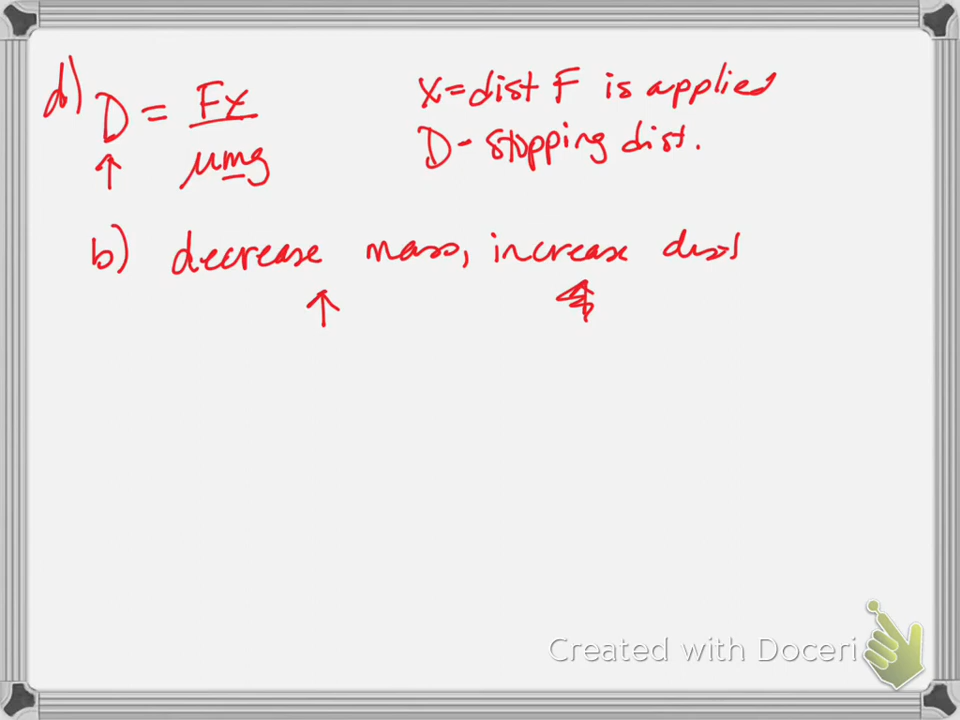 d) D = Fx / μmg
x = dist F is applied
D - stopping dist.
b) decrease mass, increase dist
Created with Doceri